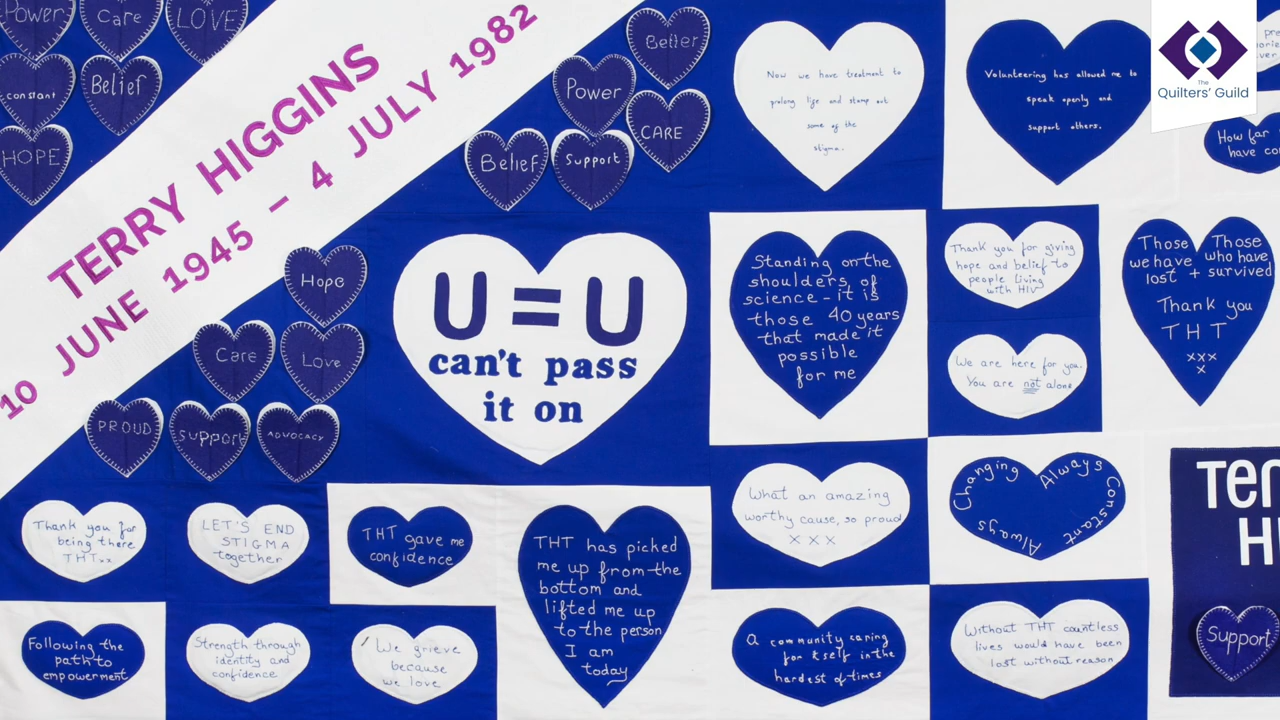 Power
Care
LOVE
constant
Belief
HOPE
TERRY HIGGINS
10 JUNE 1945 – 4 JULY 1982
Better
Power
CARE
Belief
Support
Hope
Care
Love
PROUD
Support
ADVOCACY
U=U
can't pass
it on
Now we have treatment to
prolong life and stamp out
some of the
stigma.
Volunteering has allowed me to
speak openly and
support others.
The
Quilters' Guild
How far
have
Standing on the
shoulders of
science - it is
those 40 years
that made it
possible
for me
Thank you for giving
hope and belief to
people living
with HIV
We are here for you.
You are not alone
Those we have lost + Those who have survived
Thank you
THT
xxx
x
What an amazing
worthy cause, so proud
x x x
Always Changing
Always Constant
Thank you for
being there
THT xx
LET'S END
STIGMA
together
THT gave me
confidence
THT has picked
me up from the
bottom and
lifted me up
to the person
I am
today
Following the
path to
empowerment
Strength through
identity and
confidence
We grieve
because
we love
A community caring
for itself in the
hardest of times
Without THT countless
lives would have been
lost without reason
Support